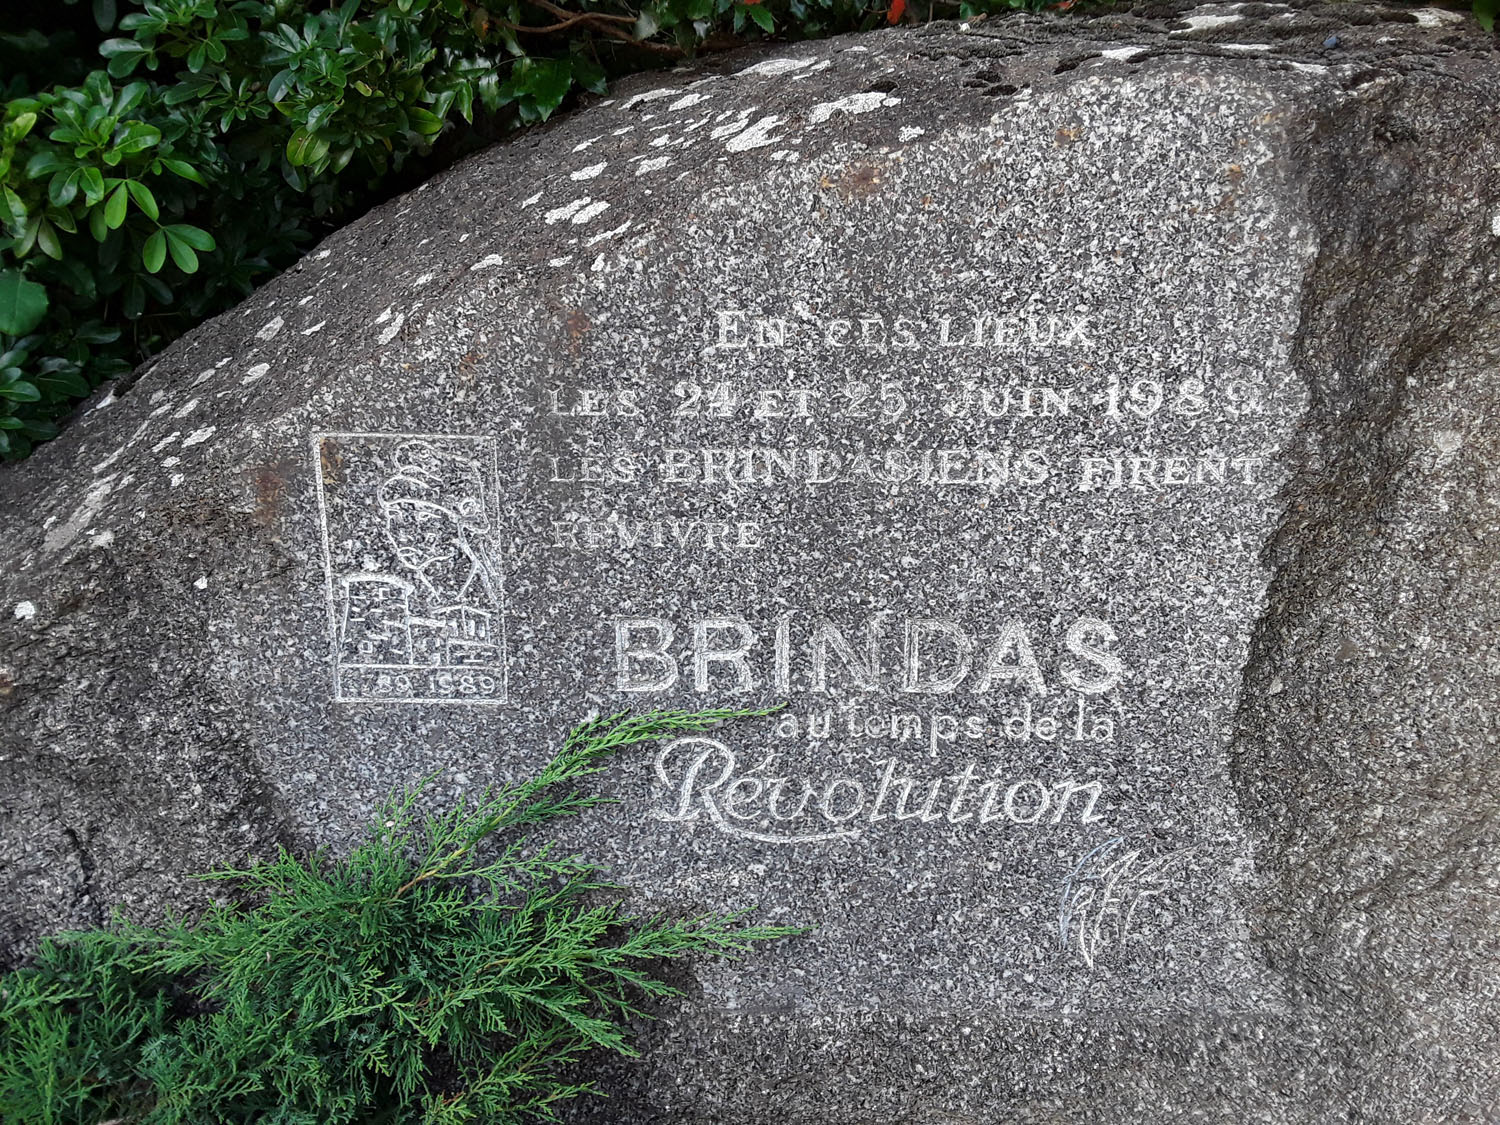 En ces lieux
les 24 et 25 Juin 1989
les BRINDASIENS FIRENT
REVIVRE
BRINDAS
au temps de la
Révolution
89 1989